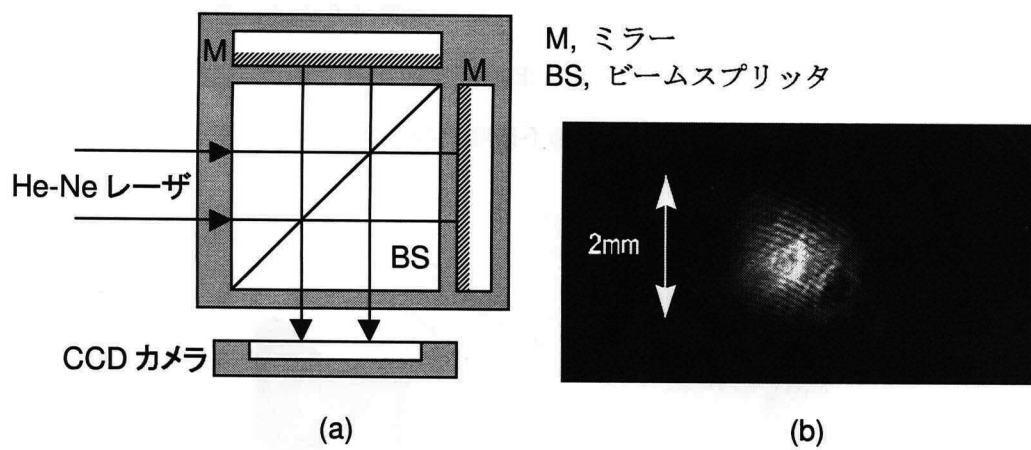 M
M
He-Ne レーザ
BS
CCD カメラ
(a)
M, ミラー
BS, ビームスプリッタ
2mm
(b)